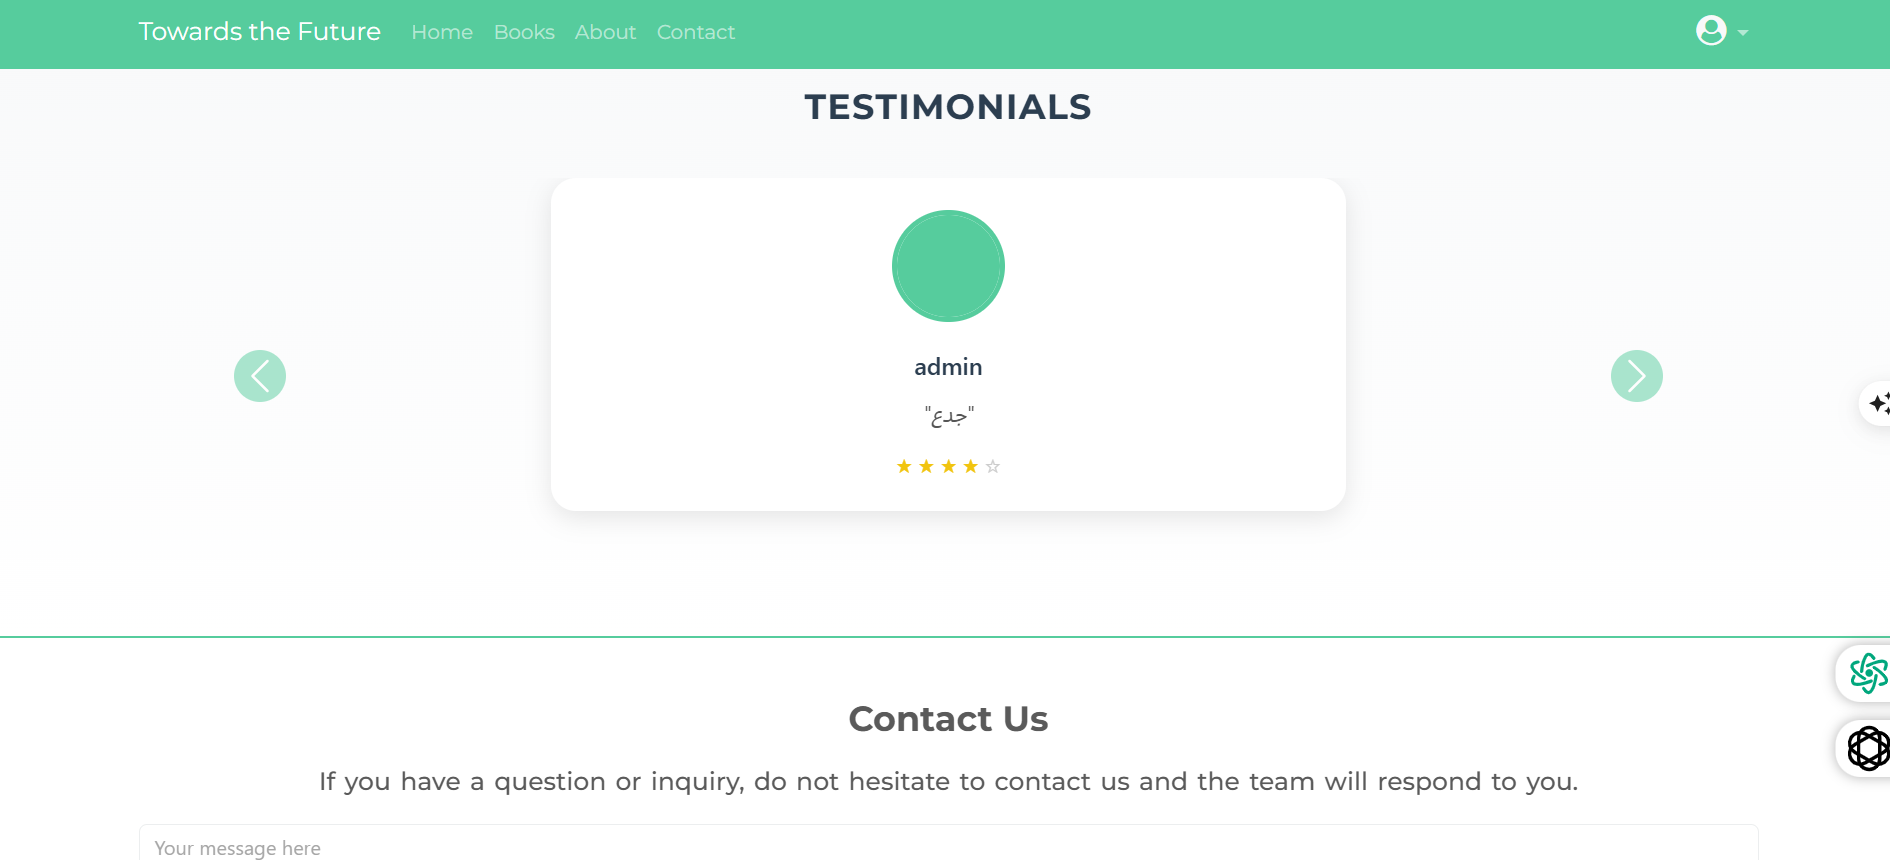 Towards the Future Home Books About Contact
TESTIMONIALS
admin
"جدع"
Contact Us
If you have a question or inquiry, do not hesitate to contact us and the team will respond to you.
Your message here